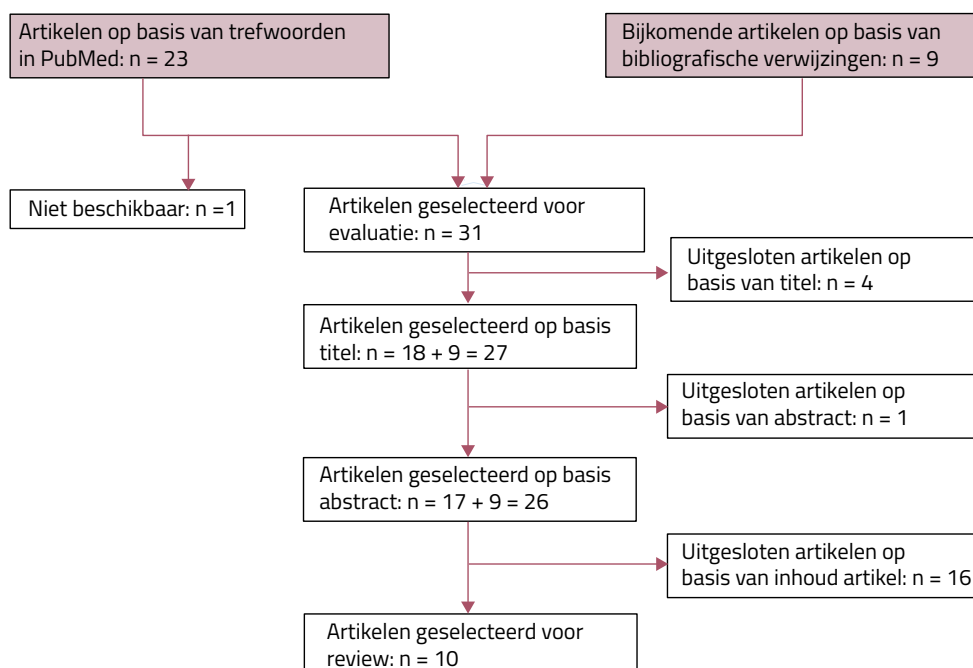 Artikelen op basis van trefwoorden
in PubMed: n = 23
Bijkomende artikelen op basis van
bibliografische verwijzingen: n = 9
Niet beschikbaar: n =1
Artikelen geselecteerd voor
evaluatie: n = 31
Uitgesloten artikelen op
basis van titel: n = 4
Artikelen geselecteerd op basis
titel: n = 18 + 9 = 27
Uitgesloten artikelen op
basis van abstract: n = 1
Artikelen geselecteerd op basis
abstract: n = 17 + 9 = 26
Uitgesloten artikelen op
basis van inhoud artikel: n = 16
Artikelen geselecteerd voor
review: n = 10